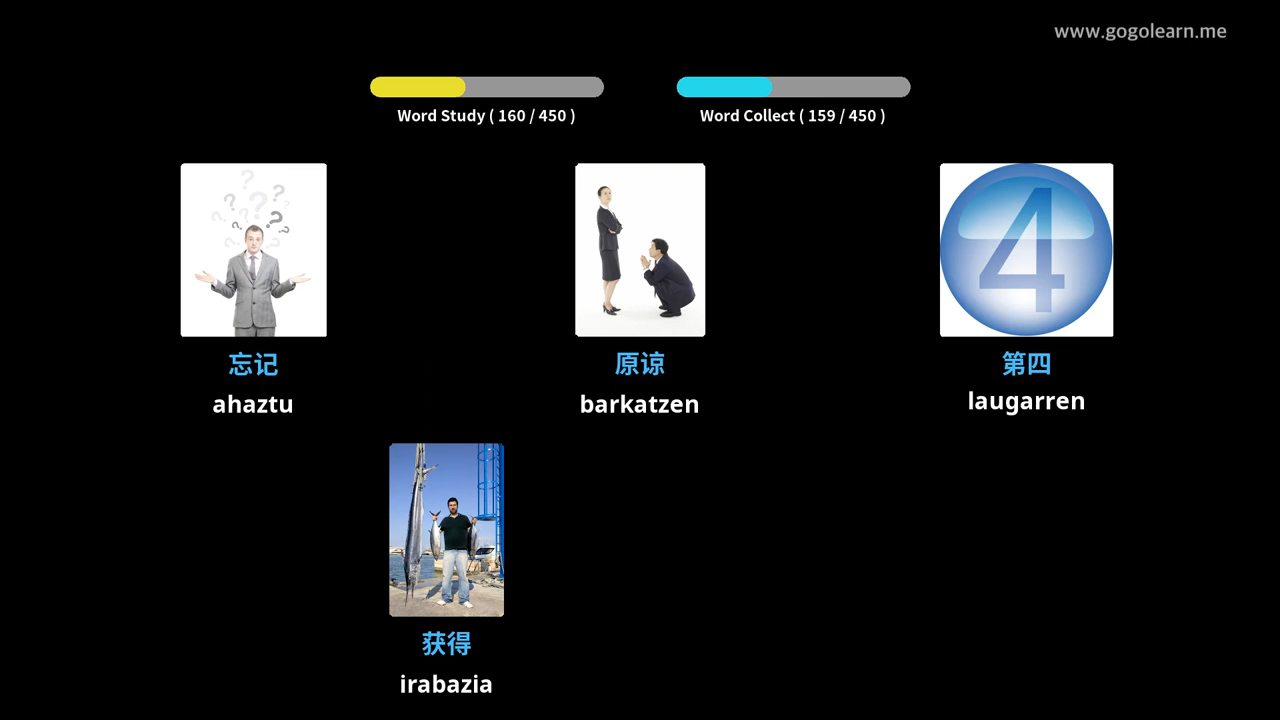 www.gogolearn.me
Word Study ( 160 / 450 )
Word Collect ( 159 / 450 )
4
忘记
ahaztu
原谅
barkatzen
第四
laugarren
获得
irabazia